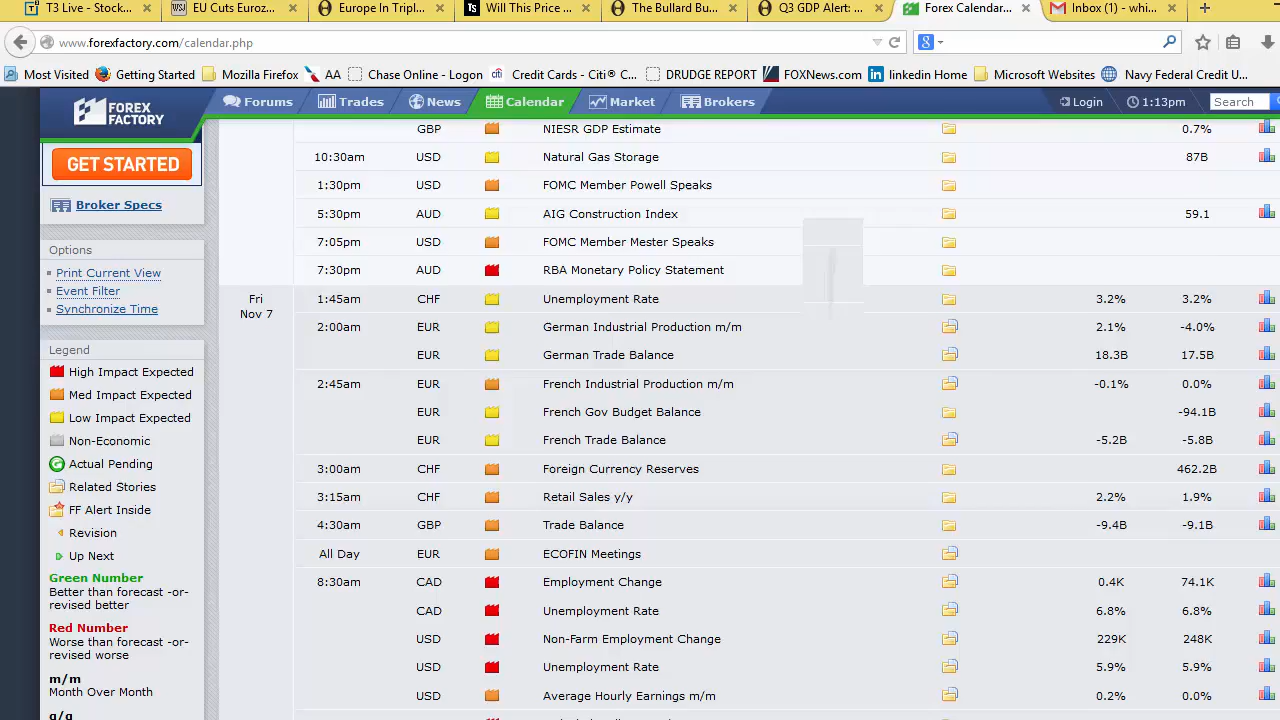 T3 Live - Stock...
EU Cuts Euroz...
Europe In Tripl...
Will This Price ...
The Bullard Bu...
Q3 GDP Alert: ...
Forex Calendar...
Inbox (1) - whi...
www.forexfactory.com/calendar.php
Most Visited
Getting Started
Mozilla Firefox
AA
Chase Online - Logon
Credit Cards - Citi® C...
DRUDGE REPORT
FOXNews.com
linkedin Home
Microsoft Websites
Navy Federal Credit U...
FOREX FACTORY
Forums
Trades
News
Calendar
Market
Brokers
Login
1:13pm
Search
GET STARTED
Broker Specs
Options
Print Current View
Event Filter
Synchronize Time
Legend
High Impact Expected
Med Impact Expected
Low Impact Expected
Non-Economic
Actual Pending
Related Stories
FF Alert Inside
Revision
Up Next
Green Number
Better than forecast -or-
revised better
Red Number
Worse than forecast -or-
revised worse
m/m
Month Over Month
q/q
GBP NIESR GDP Estimate 0.7%
10:30am USD Natural Gas Storage 87B
1:30pm USD FOMC Member Powell Speaks
5:30pm AUD AIG Construction Index 59.1
7:05pm USD FOMC Member Mester Speaks
7:30pm AUD RBA Monetary Policy Statement
Fri
Nov 7
1:45am CHF Unemployment Rate 3.2% 3.2%
2:00am EUR German Industrial Production m/m 2.1% -4.0%
EUR German Trade Balance 18.3B 17.5B
2:45am EUR French Industrial Production m/m -0.1% 0.0%
EUR French Gov Budget Balance -94.1B
EUR French Trade Balance -5.2B -5.8B
3:00am CHF Foreign Currency Reserves 462.2B
3:15am CHF Retail Sales y/y 2.2% 1.9%
4:30am GBP Trade Balance -9.4B -9.1B
All Day EUR ECOFIN Meetings
8:30am CAD Employment Change 0.4K 74.1K
CAD Unemployment Rate 6.8% 6.8%
USD Non-Farm Employment Change 229K 248K
USD Unemployment Rate 5.9% 5.9%
USD Average Hourly Earnings m/m 0.2% 0.0%